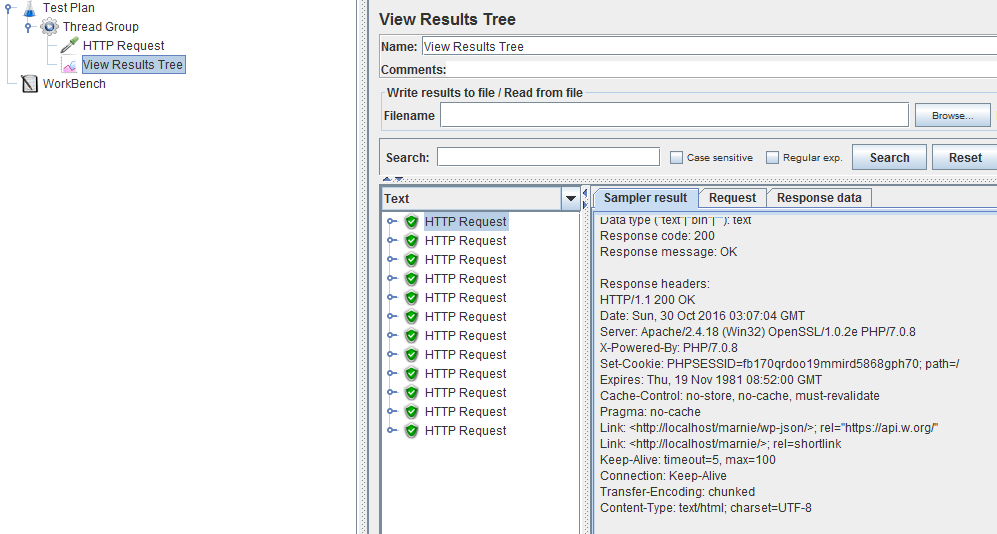 Test Plan
Thread Group
HTTP Request
View Results Tree
WorkBench
View Results Tree
Name: View Results Tree
Comments:
Write results to file / Read from file
Filename Browse...
Search: Case sensitive Regular exp. Search Reset
Text
HTTP Request
HTTP Request
HTTP Request
HTTP Request
HTTP Request
HTTP Request
HTTP Request
HTTP Request
HTTP Request
HTTP Request
HTTP Request
HTTP Request
Sampler result Request Response data
Data type ("text"|"bin"|""): text
Response code: 200
Response message: OK
Response headers:
HTTP/1.1 200 OK
Date: Sun, 30 Oct 2016 03:07:04 GMT
Server: Apache/2.4.18 (Win32) OpenSSL/1.0.2e PHP/7.0.8
X-Powered-By: PHP/7.0.8
Set-Cookie: PHPSESSID=fb170qrdoo19mmird5868gph70; path=/
Expires: Thu, 19 Nov 1981 08:52:00 GMT
Cache-Control: no-store, no-cache, must-revalidate
Pragma: no-cache
Link: <http://localhost/marnie/wp-json/>; rel="https://api.w.org/"
Link: <http://localhost/marnie/>; rel=shortlink
Keep-Alive: timeout=5, max=100
Connection: Keep-Alive
Transfer-Encoding: chunked
Content-Type: text/html; charset=UTF-8